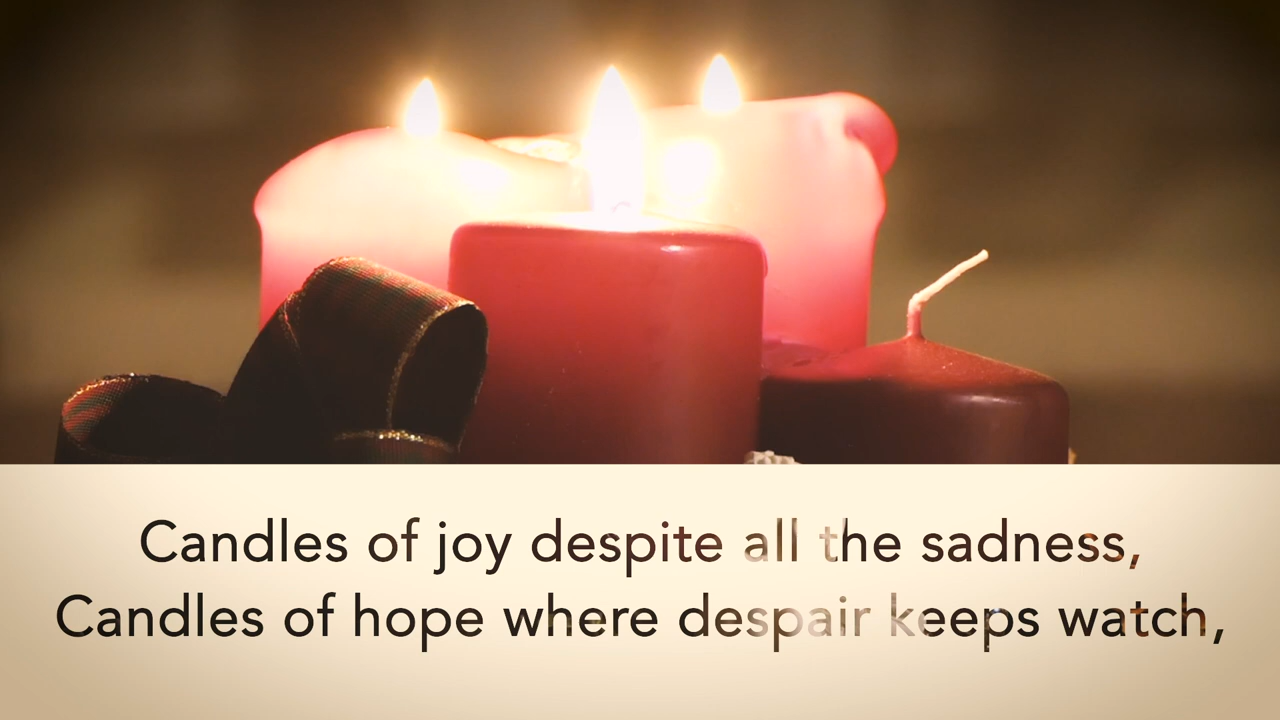 Candles of joy despite all the sadness,
Candles of hope where despair keeps watch,